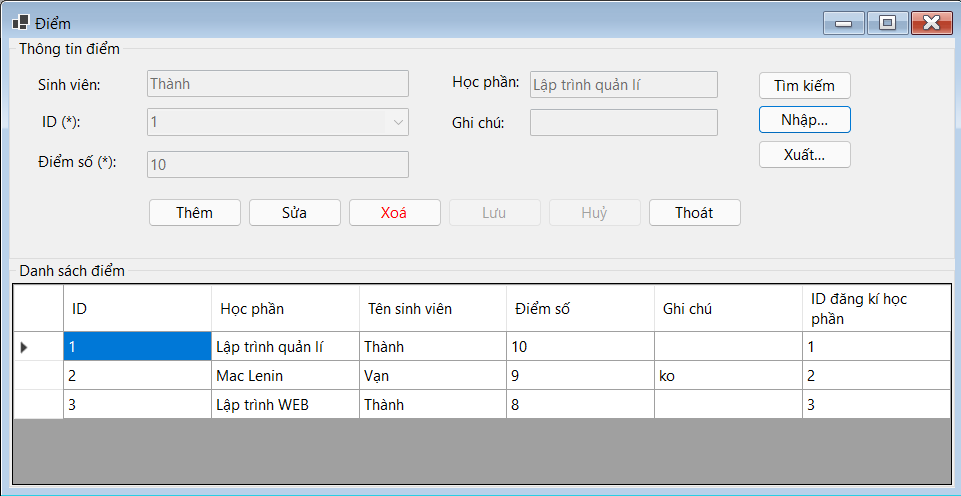 Điểm
Thông tin điểm
Sinh viên: Thành Học phần: Lập trình quản lí Tìm kiếm
ID (*): 1 Ghi chú: Nhập...
Điểm số (*): 10 Xuất...
Thêm Sửa Xoá Lưu Huỷ Thoát
Danh sách điểm
ID Học phần Tên sinh viên Điểm số Ghi chú ID đăng kí học
phần
1 Lập trình quản lí Thành 10 1
2 Mac Lenin Vạn 9 ko 2
3 Lập trình WEB Thành 8 3